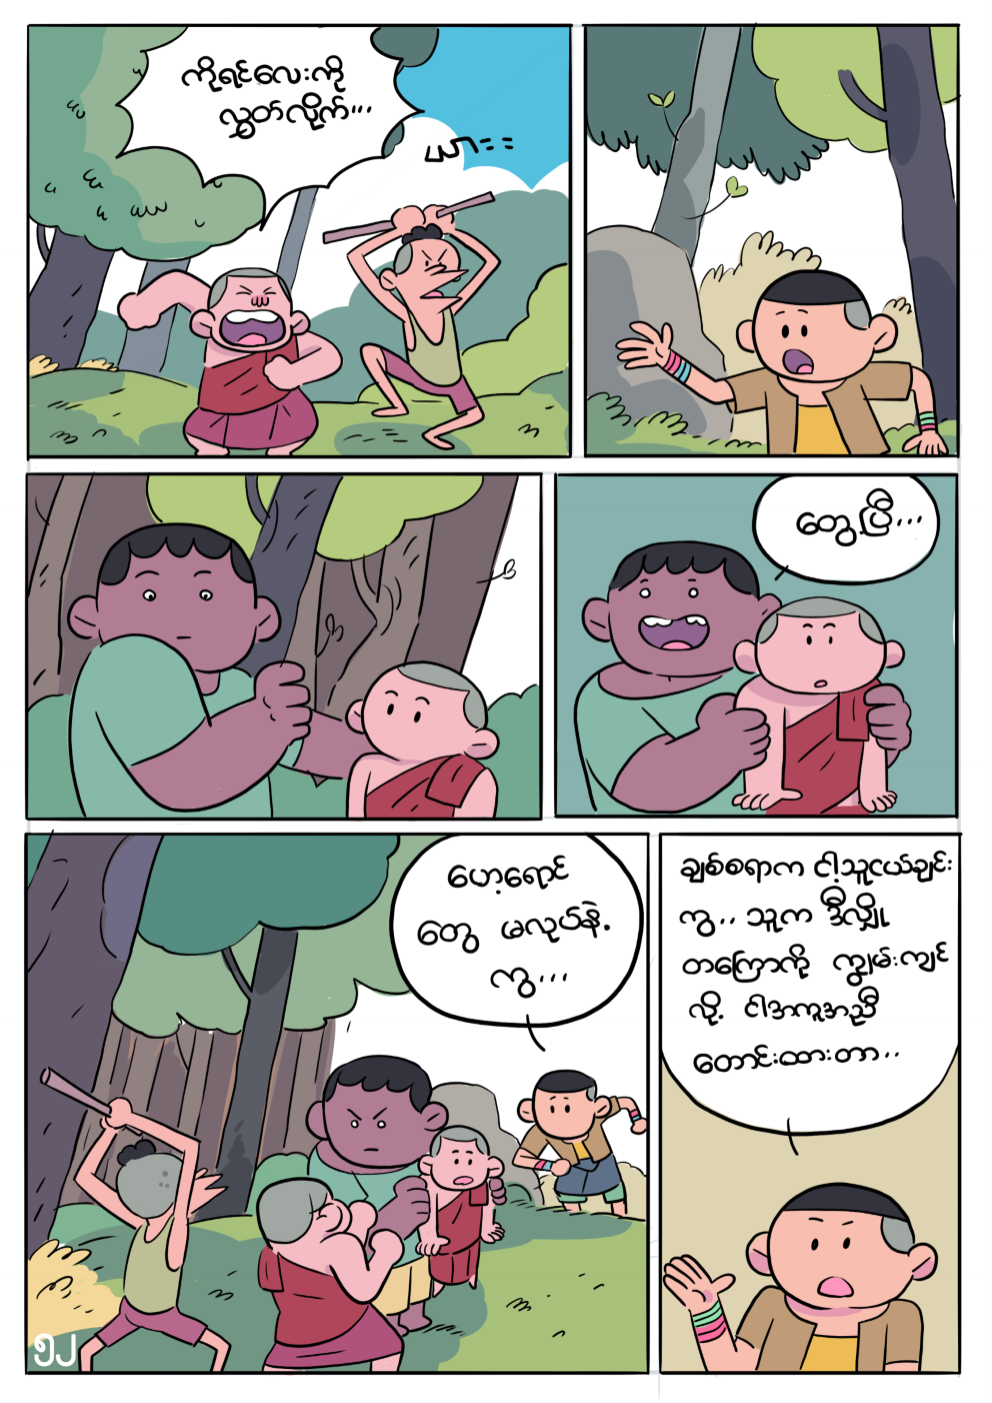 ကိုရင်လေးကို
လွှတ်လိုက်...
ယား::
တွေ့ပြီ...
ဟေ့ရောင်
တွေ မလုပ်နဲ့
ကွ...
ချစ်စရာက ငါ့သူငယ်ချင်း
ကွ.. သူက ဒီလျှို
တကြောကို ကျွမ်းကျင်
လို့ ငါအကူအညီ
တောင်းထားတာ..
၅၂